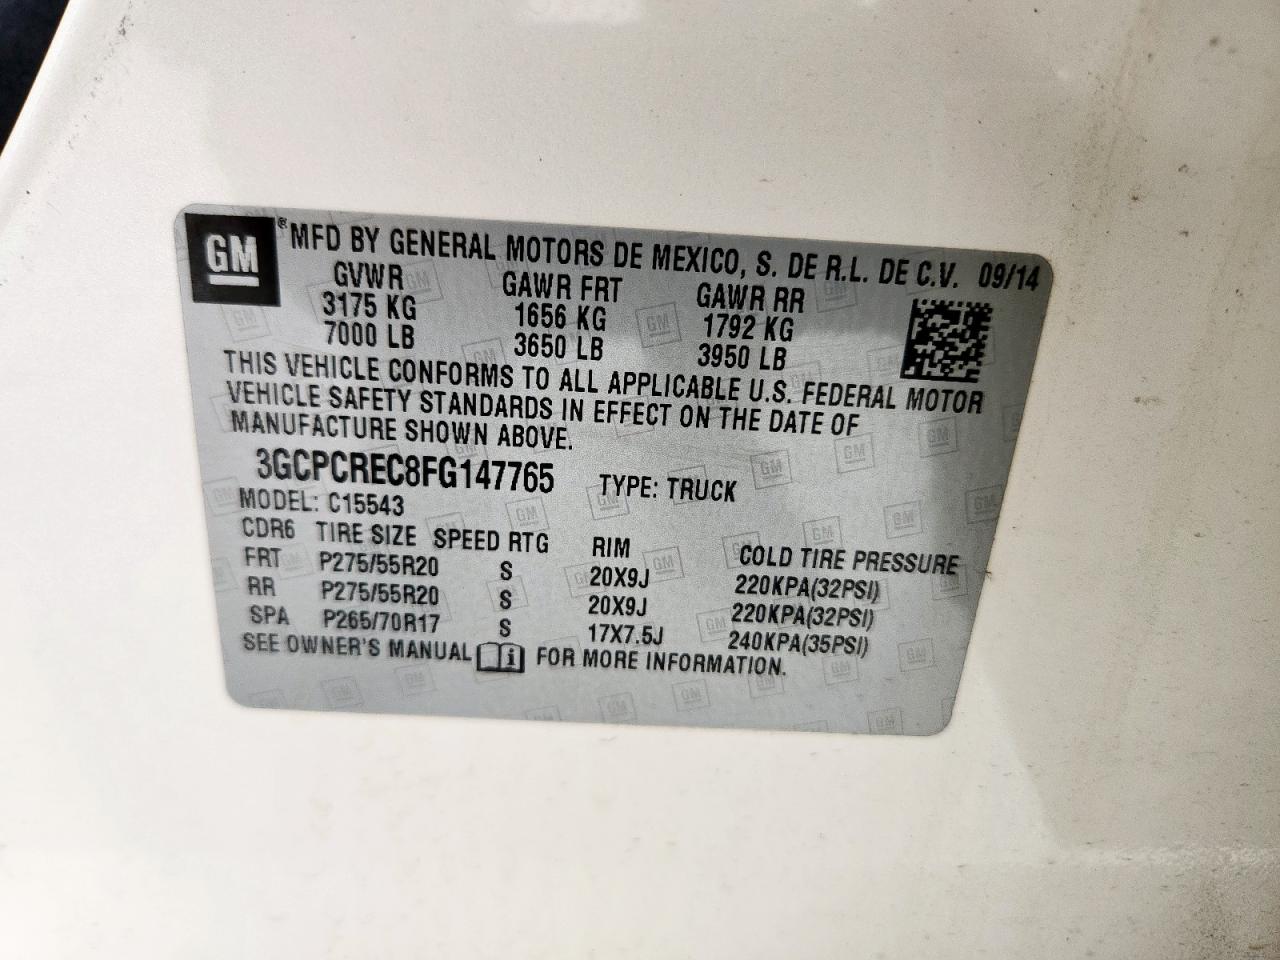 GM ® MFD BY GENERAL MOTORS DE MEXICO, S. DE R.L. DE C.V. 09/14
GVWR GAWR FRT GAWR RR
3175 KG 1656 KG 1792 KG
7000 LB 3650 LB 3950 LB
THIS VEHICLE CONFORMS TO ALL APPLICABLE U.S. FEDERAL MOTOR
VEHICLE SAFETY STANDARDS IN EFFECT ON THE DATE OF
MANUFACTURE SHOWN ABOVE.
3GCPCREC8FG147765 TYPE: TRUCK
MODEL: C15543
CDR6 TIRE SIZE SPEED RTG RIM COLD TIRE PRESSURE
FRT P275/55R20 S 20X9J 220KPA(32PSI)
RR P275/55R20 S 20X9J 220KPA(32PSI)
SPA P265/70R17 S 17X7.5J 240KPA(35PSI)
SEE OWNER'S MANUAL i FOR MORE INFORMATION.